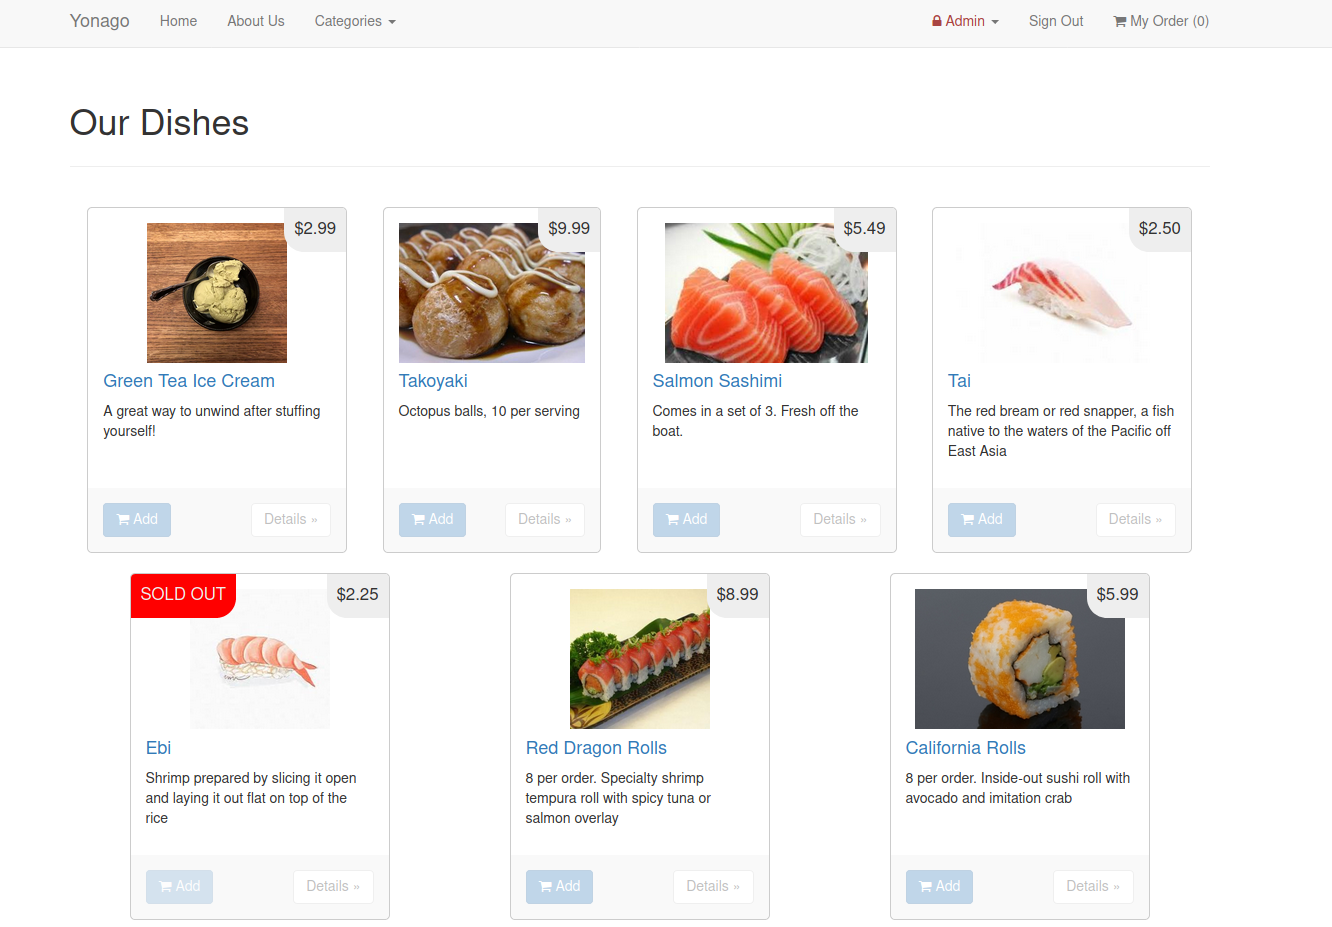 Yonago Home About Us Categories Admin Sign Out My Order (0)
Our Dishes
$2.99
Green Tea Ice Cream
A great way to unwind after stuffing
yourself!
Add Details »
$9.99
Takoyaki
Octopus balls, 10 per serving
Add Details »
$5.49
Salmon Sashimi
Comes in a set of 3. Fresh off the
boat.
Add Details »
$2.50
Tai
The red bream or red snapper, a fish
native to the waters of the Pacific off
East Asia
Add Details »
SOLD OUT $2.25
Ebi
Shrimp prepared by slicing it open
and laying it out flat on top of the
rice
Add Details »
$8.99
Red Dragon Rolls
8 per order. Specialty shrimp
tempura roll with spicy tuna or
salmon overlay
Add Details »
$5.99
California Rolls
8 per order. Inside-out sushi roll with
avocado and imitation crab
Add Details »